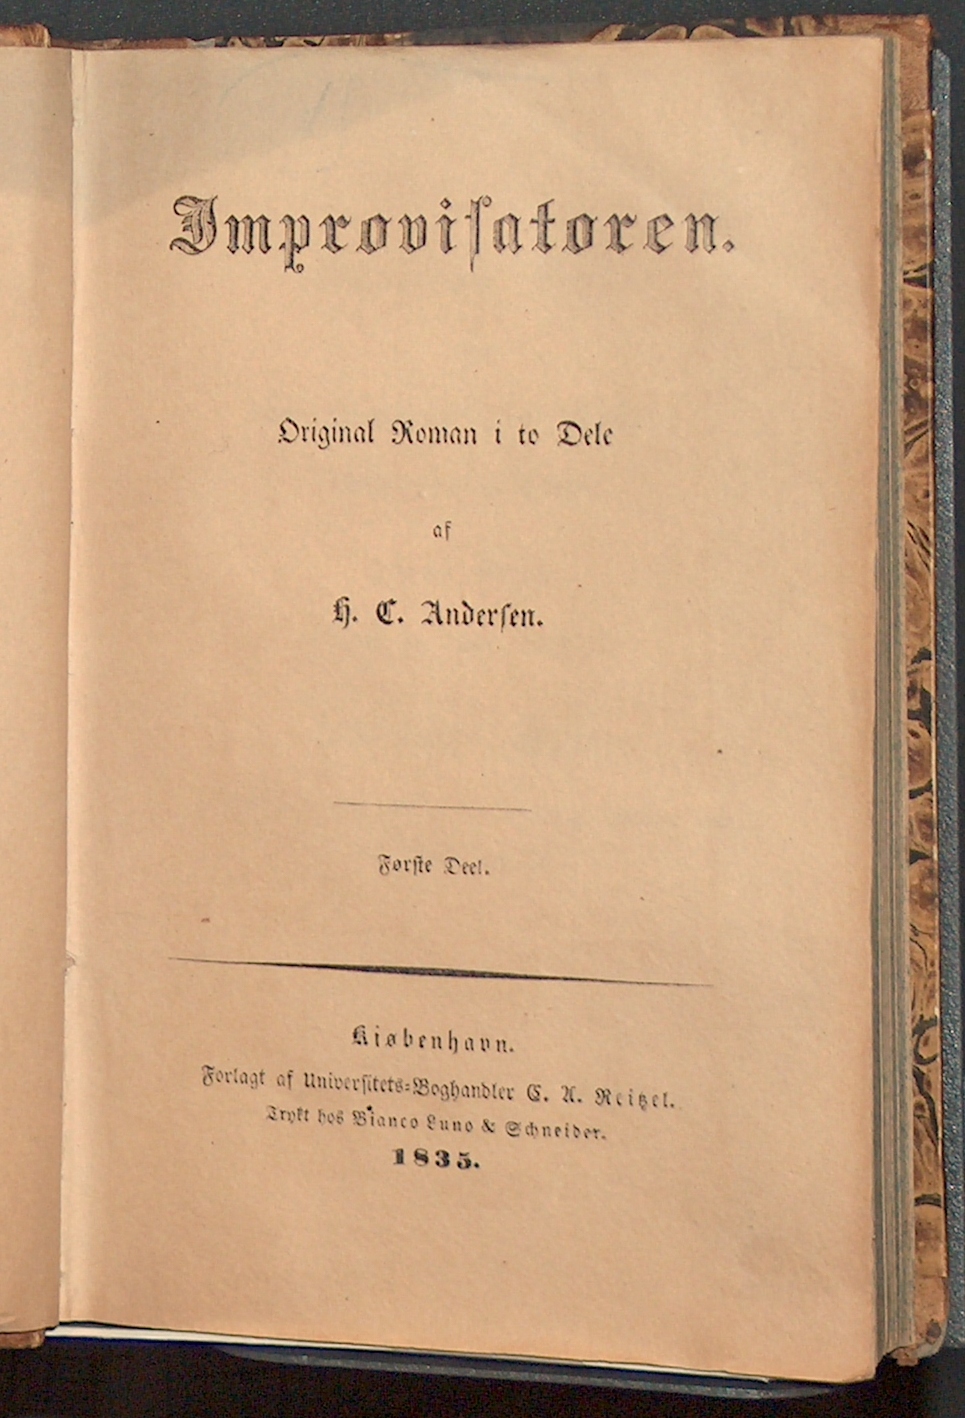 Improvisatoren.
Original Roman i to Dele
af
H. C. Andersen.
Første Deel.
Kiøbenhavn.
Forlagt af Universitets-Boghandler C. A. Reitzel.
Trykt hos Bianco Luno & Schneider.
1835.